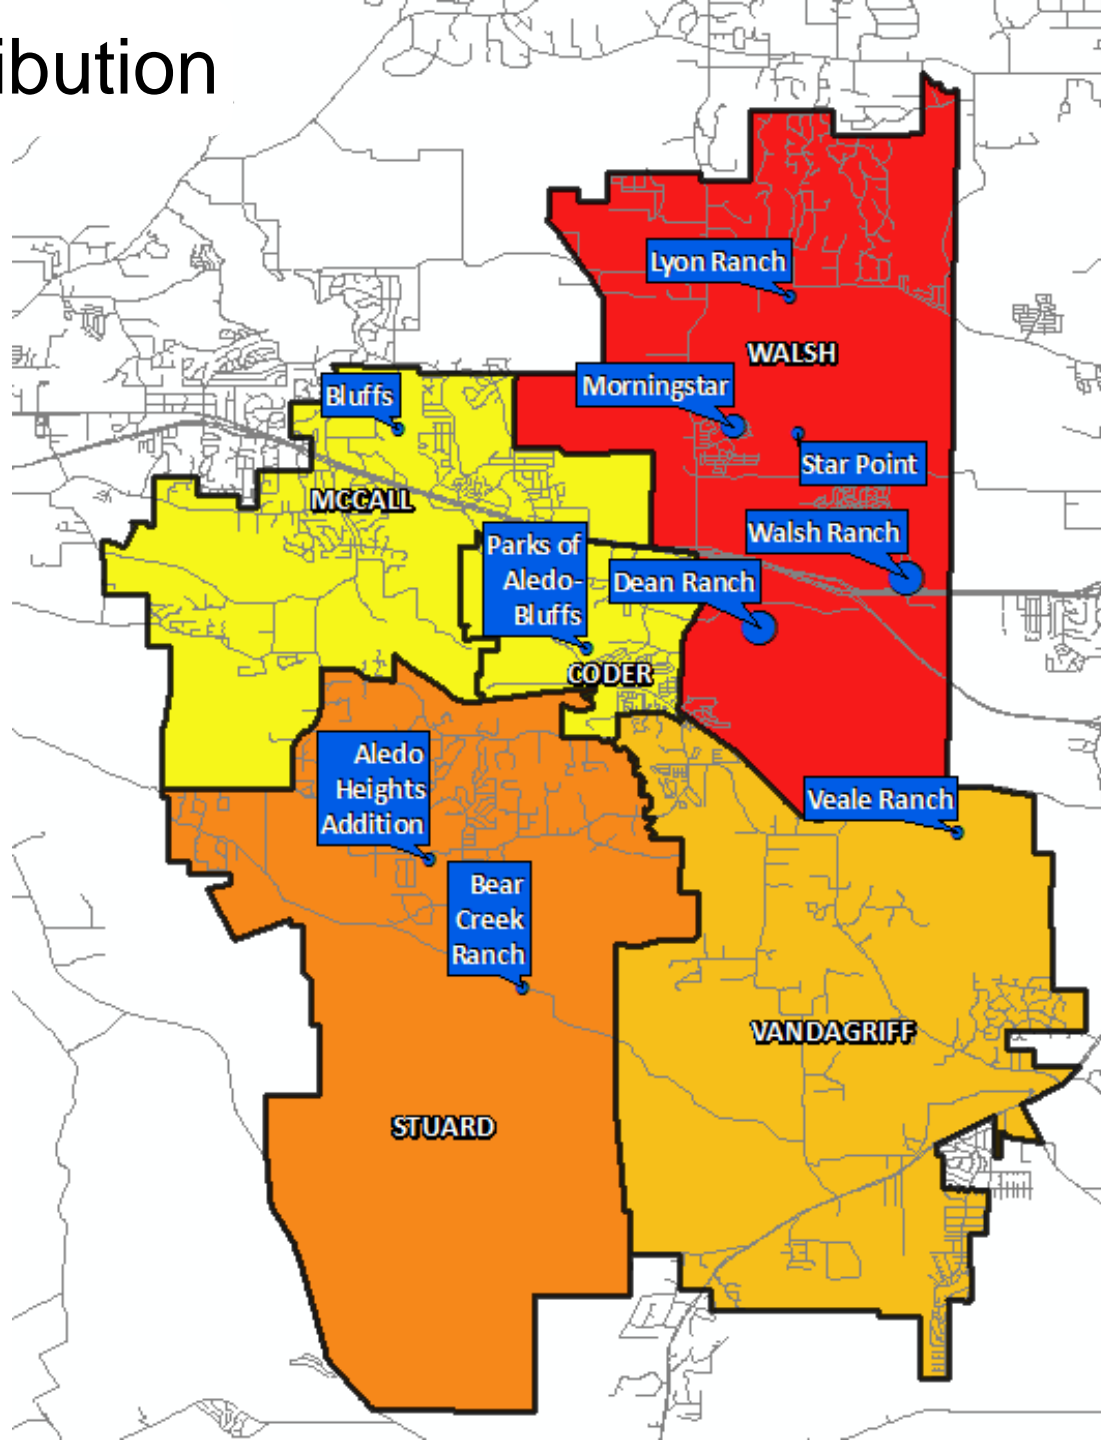 ibution
Lyon Ranch
WALSH
Morningstar
Bluffs
Star Point
MCCALL
Walsh Ranch
Parks of
Aledo-
Bluffs
Dean Ranch
CODER
Aledo
Heights
Addition
Veale Ranch
Bear
Creek
Ranch
VANDAGRIFF
STUARD